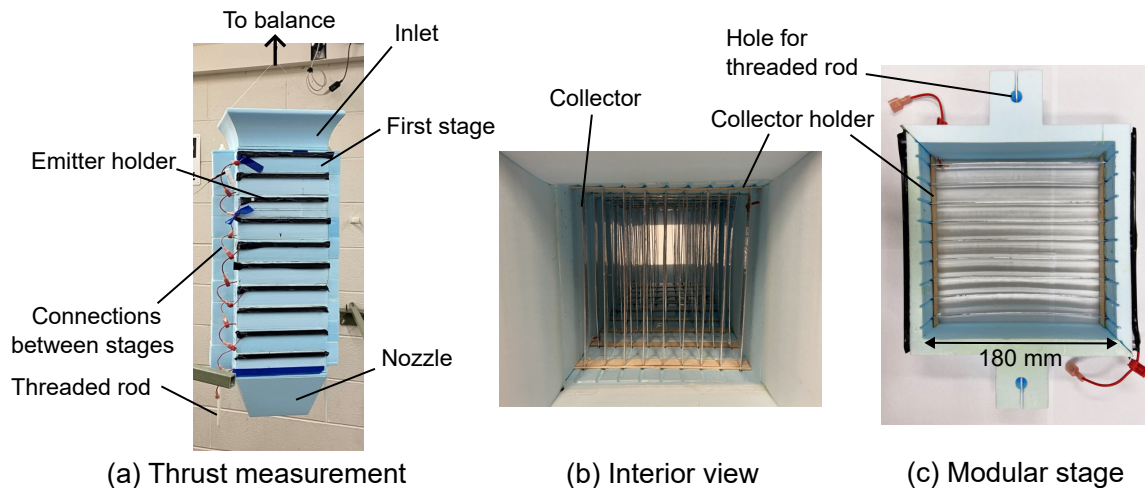 To balance
Inlet
First stage
Emitter holder
Connections
between stages
Threaded rod
Nozzle
(a) Thrust measurement
Collector
Collector holder
(b) Interior view
Hole for
threaded rod
180 mm
(c) Modular stage